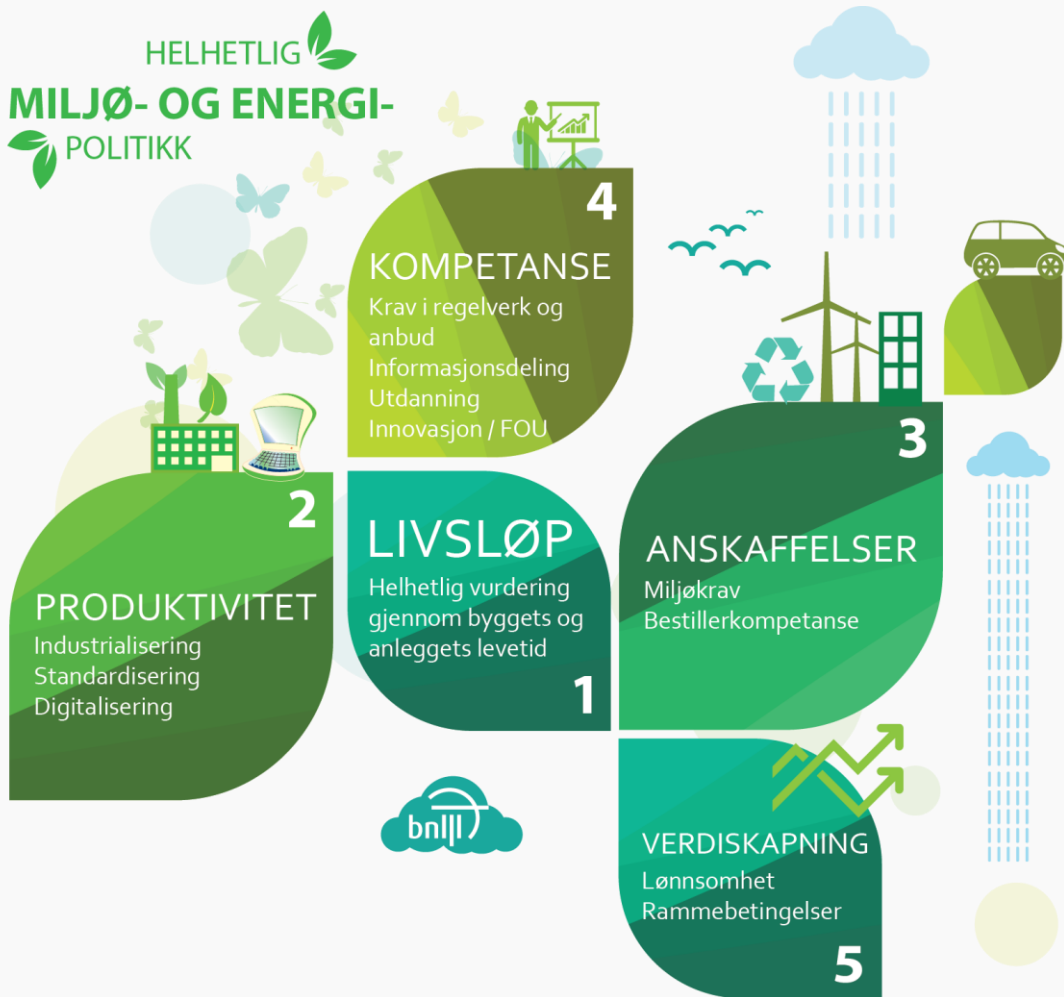 HELHETLIG
MILJØ- OG ENERGI-
POLITIKK
4
KOMPETANSE
Krav i regelverk og
anbud
Informasjonsdeling
Utdanning
Innovasjon / FOU
2
PRODUKTIVITET
Industrialisering
Standardisering
Digitalisering
LIVSLØP
Helhetlig vurdering
gjennom byggets og
anleggets levetid
1
3
ANSKAFFELSER
Miljøkrav
Bestillerkompetanse
bnl
VERDISKAPNING
Lønnsomhet
Rammebetingelser
5